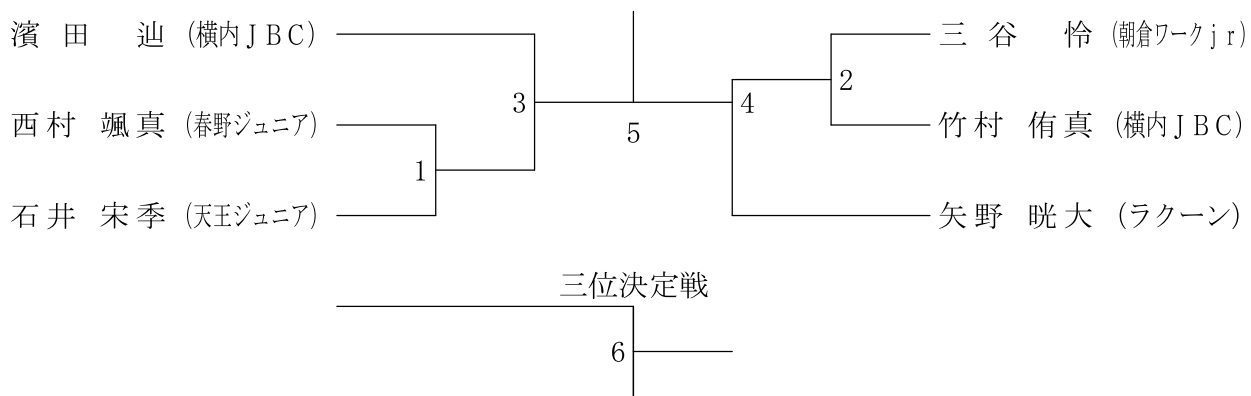 濱田 辿 (横内JBC)
西村 颯真 (春野ジュニア)
石井 宋季 (天王ジュニア)
1
3
5
4
2
三谷 怜 (朝倉ワークjr)
竹村 侑真 (横内JBC)
矢野 晄大 (ラクーン)
三位決定戦
6